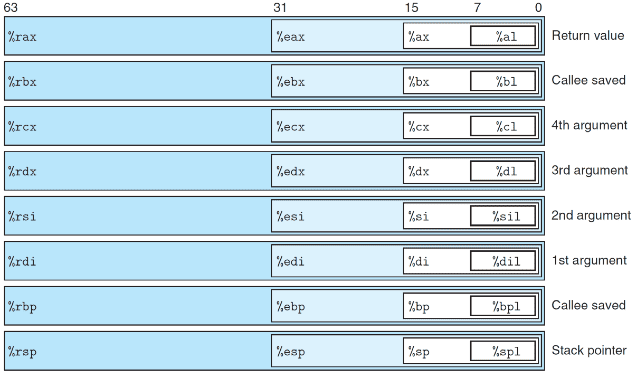 63 31 15 7 0
%rax %eax %ax %al Return value
%rbx %ebx %bx %bl Callee saved
%rcx %ecx %cx %cl 4th argument
%rdx %edx %dx %dl 3rd argument
%rsi %esi %si %sil 2nd argument
%rdi %edi %di %dil 1st argument
%rbp %ebp %bp %bpl Callee saved
%rsp %esp %sp %spl Stack pointer